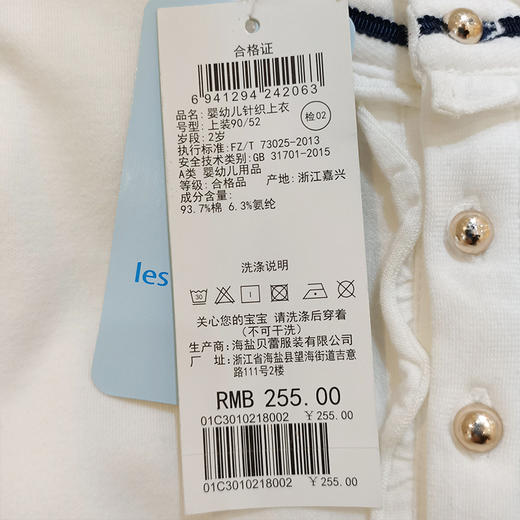 合格证
6 941294 242063
品名: 婴幼儿针织上衣
号型: 上装90/52
岁段: 2岁
检02
执行标准:FZ/T 73025-2013
安全技术类别:GB 31701-2015
A类 婴幼儿用品
等级: 合格品 产地: 浙江嘉兴
成分含量:
93.7%棉 6.3%氨纶
les
洗涤说明
30
关心您的宝宝 请洗涤后穿着
(不可干洗)
生产商: 海盐贝蕾服装有限公司
厂 址: 浙江省海盐县望海街道吉意
路111号2楼
RMB 255.00
01C3010218002 ¥255.00
01C3010218002 ¥255.00